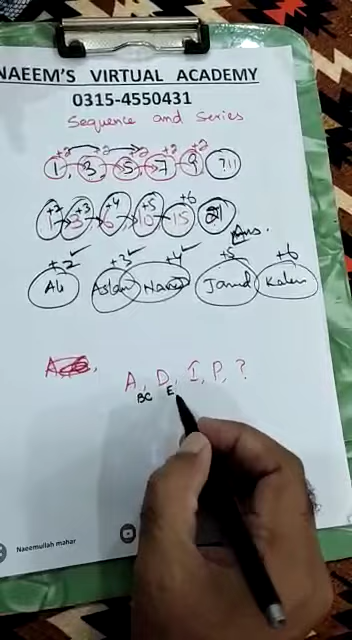 NAEEM'S VIRTUAL ACADEMY
0315-4550431
Sequence and Series
+2 2 2 +2 +2
1, 3, 5, 7, 9, ?11
+2 +3 +4 +5 +6
1 3 6 10 15 21
Ans.
+2 +3 +4 +5 +6
Ali Aslam Hamid Jamed Kaleem
A, D, I, P, ?
BC E
Naeemullah mahar